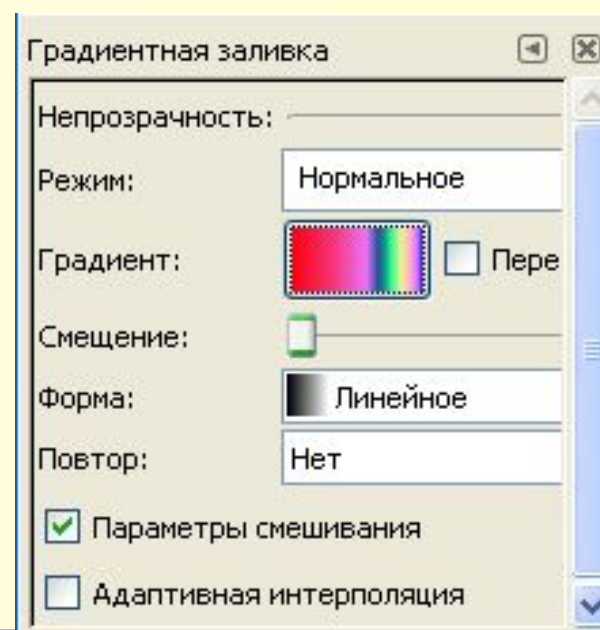 Градиентная заливка
Непрозрачность:
Режим: Нормальное
Градиент: Пере
Смещение:
Форма: Линейное
Повтор: Нет
Параметры смешивания
Адаптивная интерполяция